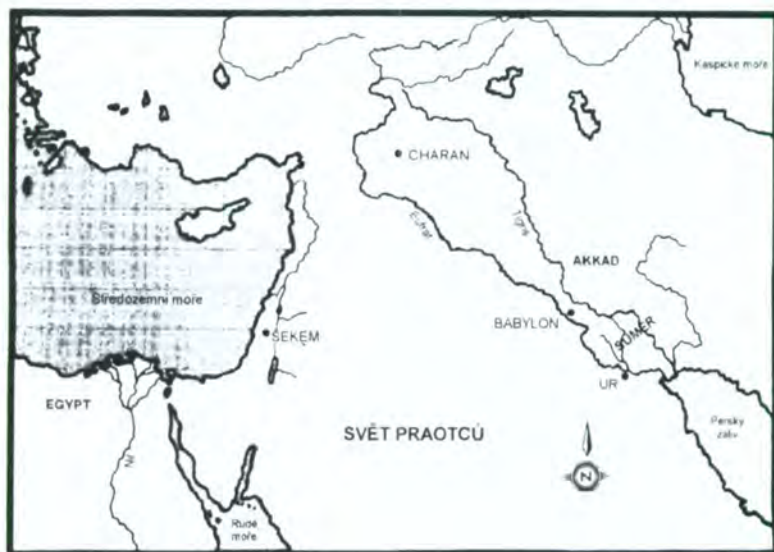 Kaspické moře
CHARAN
Eufrat
Tigris
AKKAD
Středozemní moře
SEKEM
BABYLON
SUMER
UR
EGYPT
Nil
SVĚT PRAOTCŮ
Perský
záliv
N
Rudé
moře